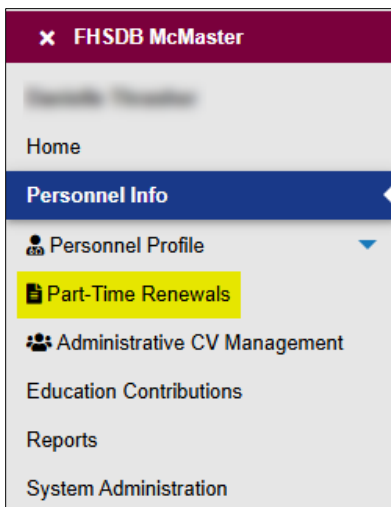 FHSDB McMaster
Home
Personnel Info
Personnel Profile
Part-Time Renewals
Administrative CV Management
Education Contributions
Reports
System Administration